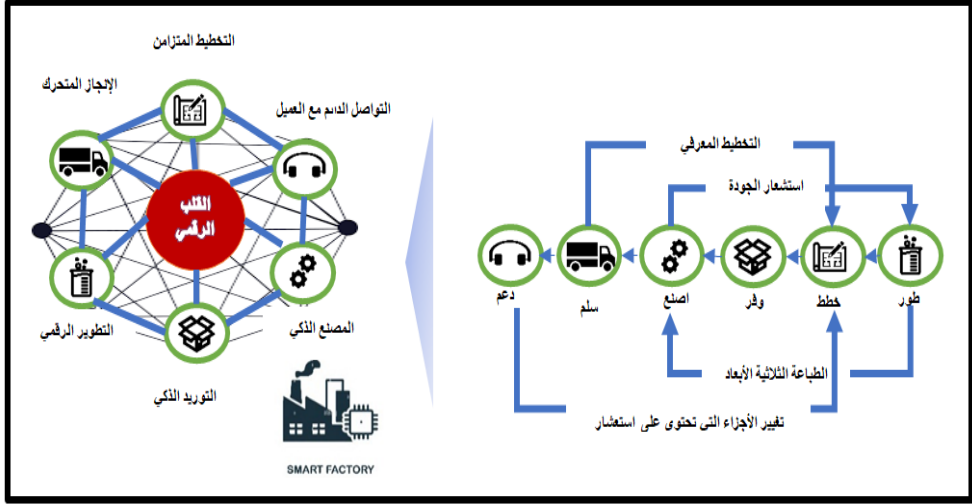 التخطيط المتزامن
الإنجاز المتحرك
التواصل الدائم مع العميل
القلب
الرقمي
التطوير الرقمي
المصنع الذكي
التوريد الذكي
SMART FACTORY
التخطيط المعرفي
استشعار الجودة
طور
خطط
وفر
اصنع
سلم
دعم
الطباعة الثلاثية الأبعاد
تغيير الأجزاء التى تحتوى على استعشار